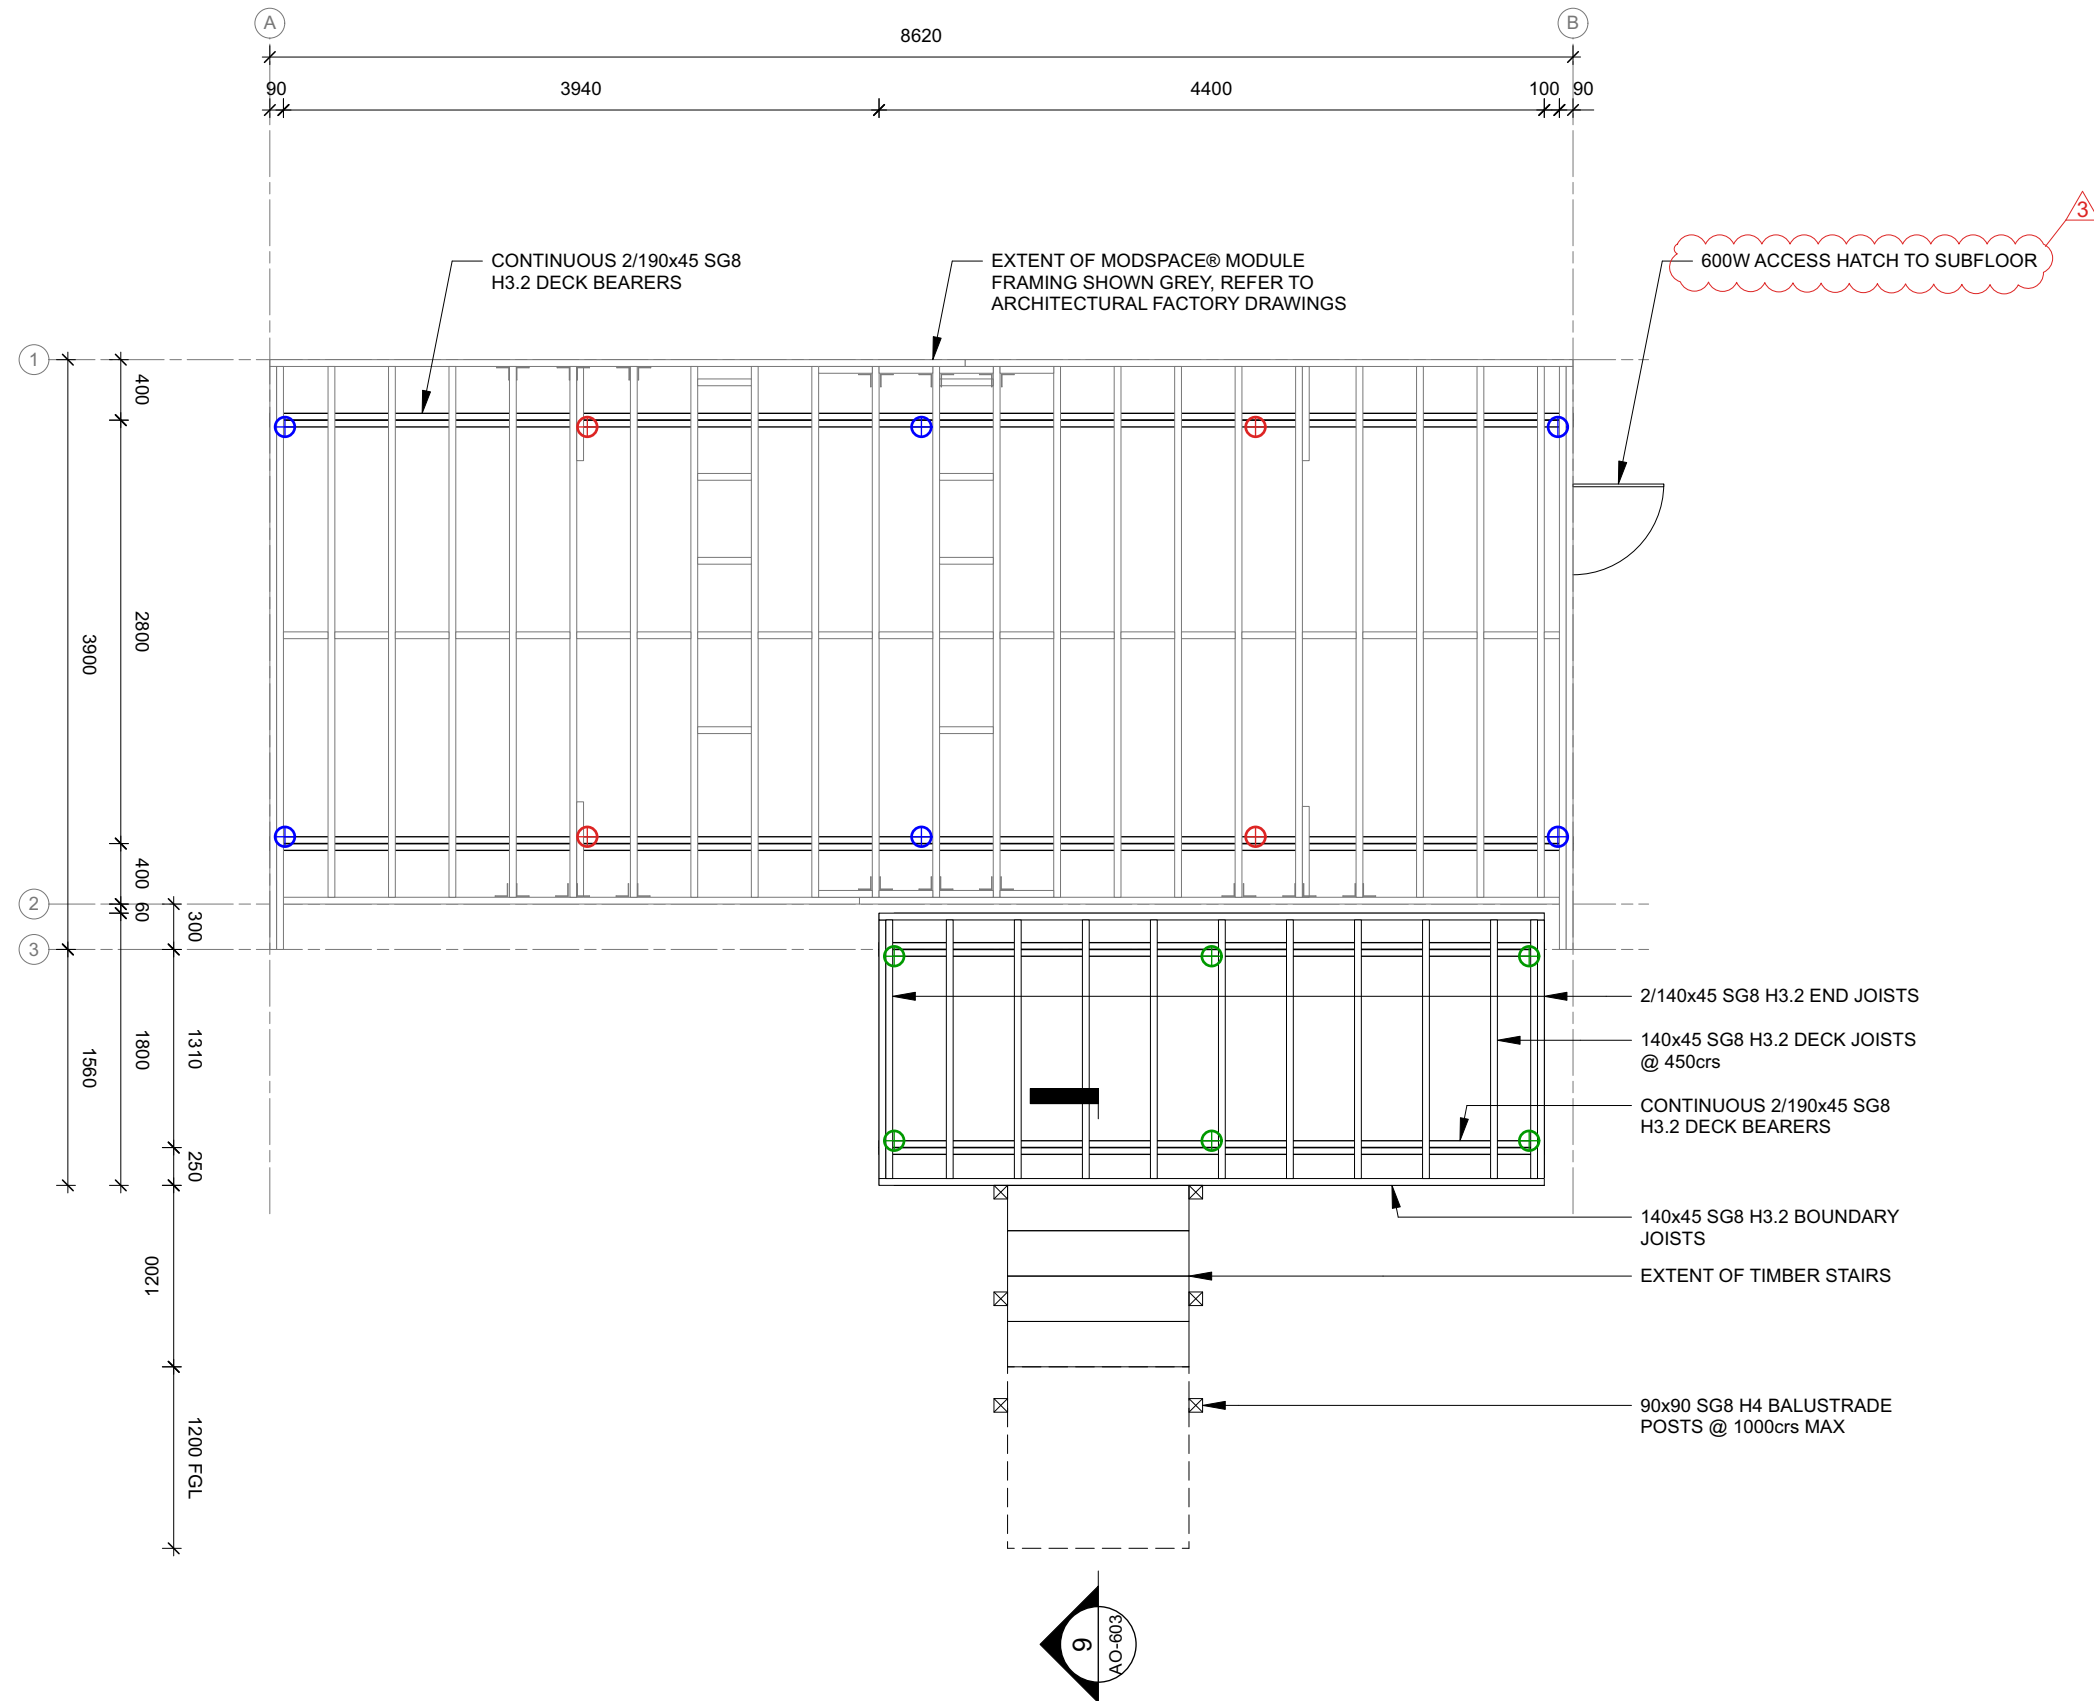 A
B
8620
90
3940
4400
100
90
3
CONTINUOUS 2/190x45 SG8
H3.2 DECK BEARERS
EXTENT OF MODSPACE® MODULE
FRAMING SHOWN GREY, REFER TO
ARCHITECTURAL FACTORY DRAWINGS
600W ACCESS HATCH TO SUBFLOOR
1
400
2800
3900
400
60
2
300
3
1310
1800
1560
250
1200
1200 FGL
2/140x45 SG8 H3.2 END JOISTS
140x45 SG8 H3.2 DECK JOISTS
@ 450crs
CONTINUOUS 2/190x45 SG8
H3.2 DECK BEARERS
140x45 SG8 H3.2 BOUNDARY
JOISTS
EXTENT OF TIMBER STAIRS
90x90 SG8 H4 BALUSTRADE
POSTS @ 1000crs MAX
9
AO-603